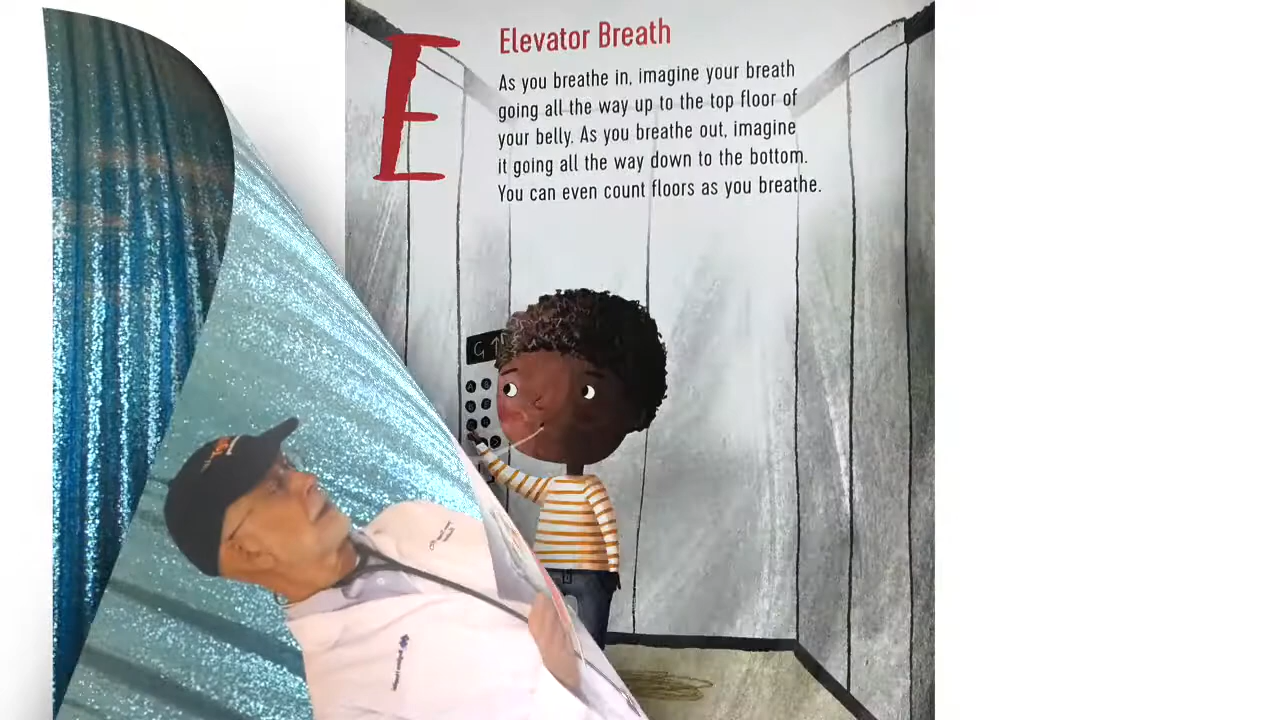 E
Elevator Breath
As you breathe in, imagine your breath
going all the way up to the top floor of
your belly. As you breathe out, imagine
it going all the way down to the bottom.
You can even count floors as you breathe.
G